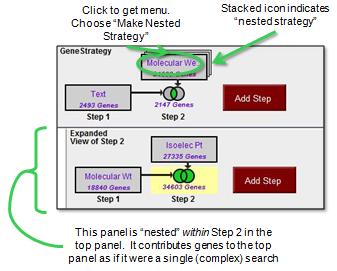 Click to get menu.
Choose “Make Nested
Strategy”
Stacked icon indicates
“nested strategy”
Gene Strategy
Molecular We
Text
2493 Genes
2147 Genes
Step 1
Step 2
Add Step
Expanded
View of Step 2
Isoelec Pt
27335 Genes
Molecular Wt
18840 Genes
34603 Genes
Step 1
Step 2
Add Step
This panel is “nested” within Step 2 in the
top panel.  It contributes genes to the top
panel as if it were a single (complex) search